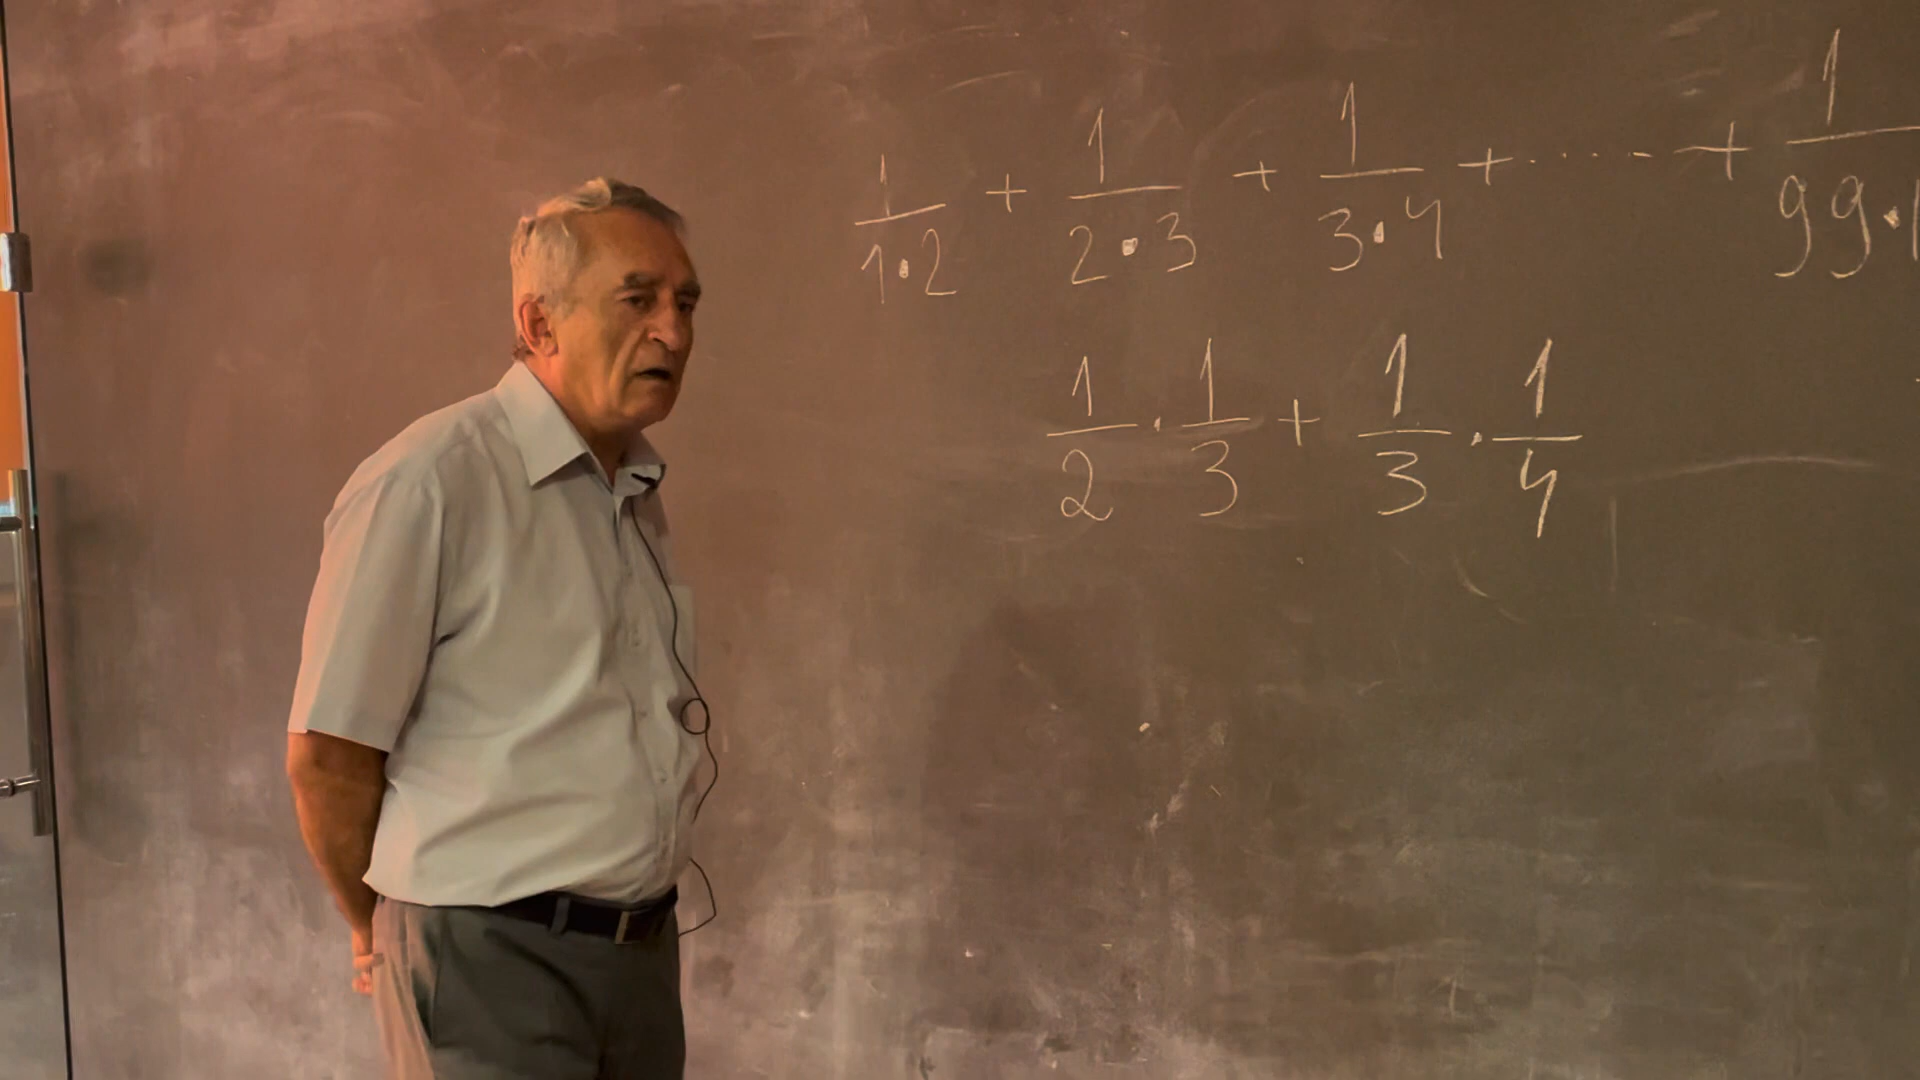 1/1·2 + 1/2·3 + 1/3·4 + ····· + 1/99·1
1/2 · 1/3 + 1/3 · 1/4